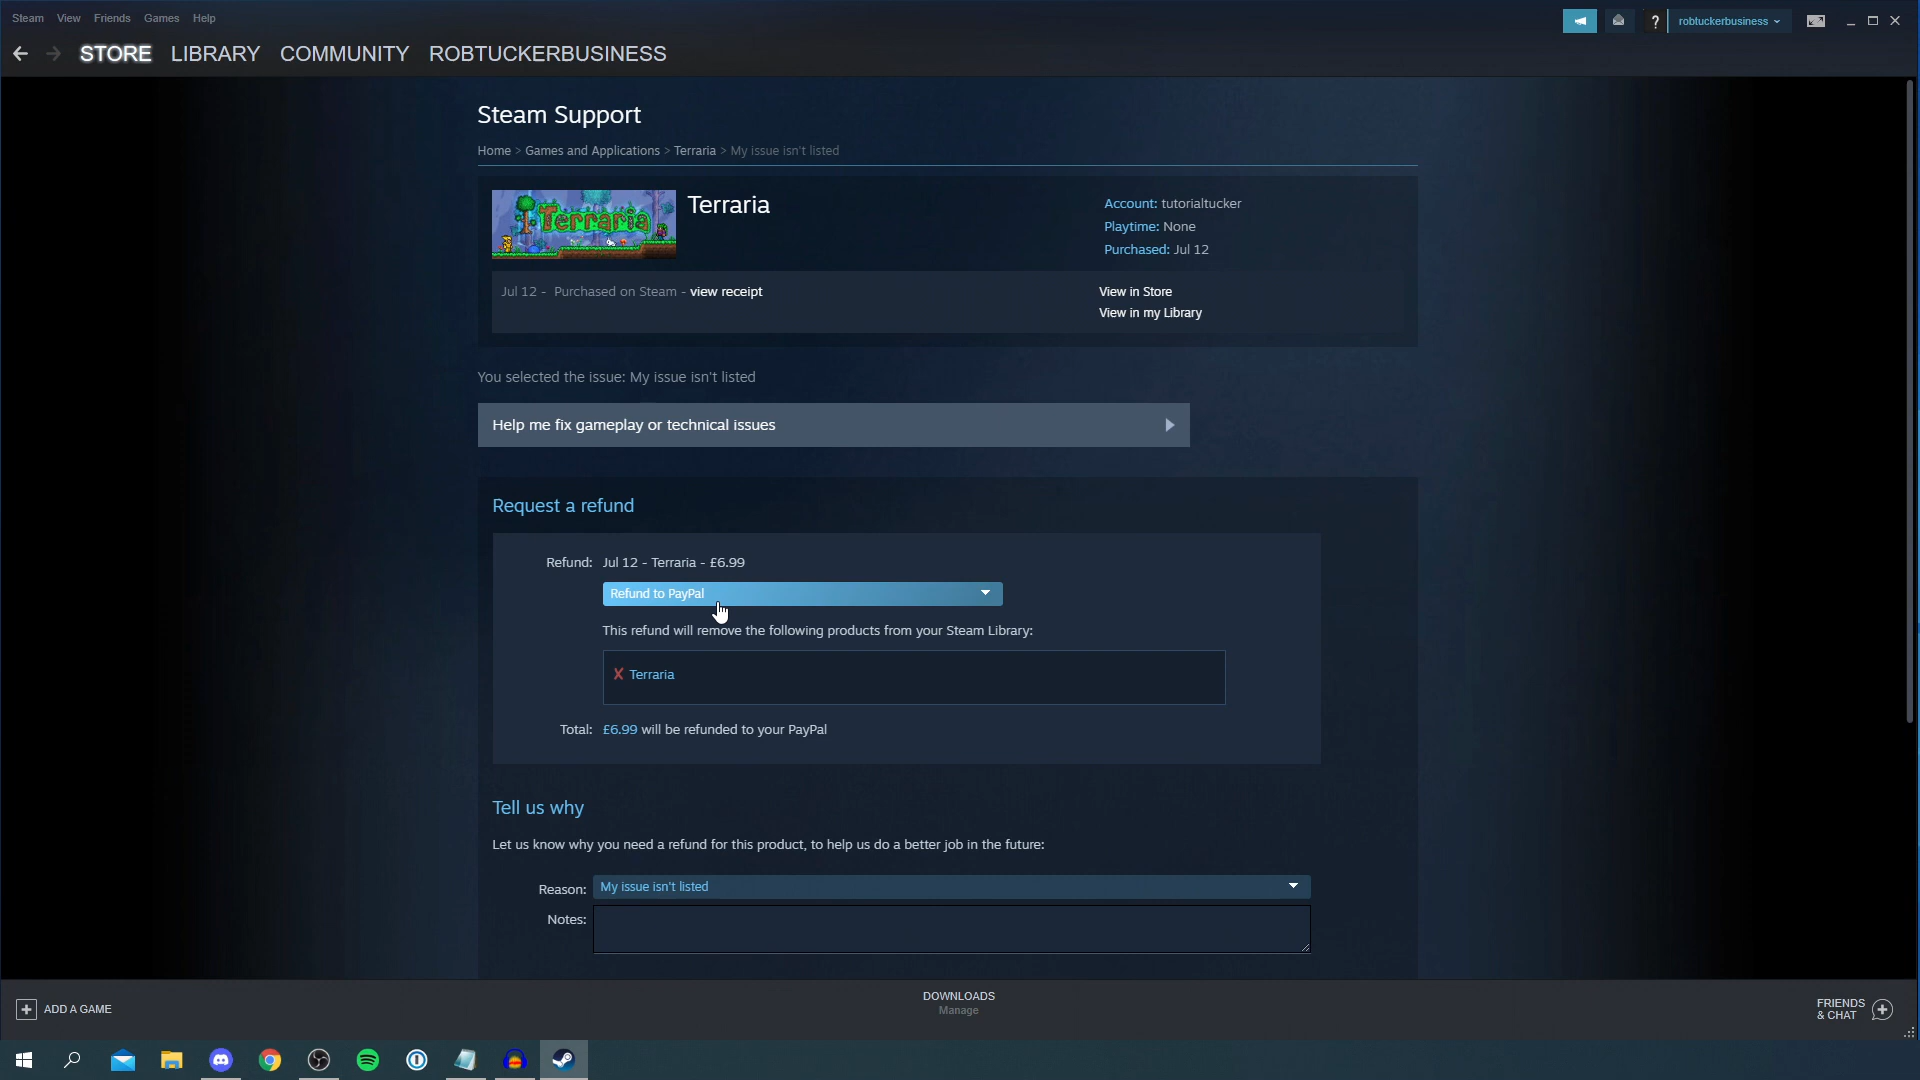 Steam View Friends Games Help
? robtuckerbusiness
STORE LIBRARY COMMUNITY ROBTUCKERBUSINESS
Steam Support
Home > Games and Applications > Terraria > My issue isn't listed
Terraria
Terraria
Account: tutorialtucker
Playtime: None
Purchased: Jul 12
Jul 12 - Purchased on Steam - view receipt
View in Store
View in my Library
You selected the issue: My issue isn't listed
Help me fix gameplay or technical issues
Request a refund
Refund: Jul 12 - Terraria - £6.99
Refund to PayPal
This refund will remove the following products from your Steam Library:
X Terraria
Total: £6.99 will be refunded to your PayPal
Tell us why
Let us know why you need a refund for this product, to help us do a better job in the future:
Reason: My issue isn't listed
Notes:
+ ADD A GAME
DOWNLOADS
Manage
FRIENDS
& CHAT +